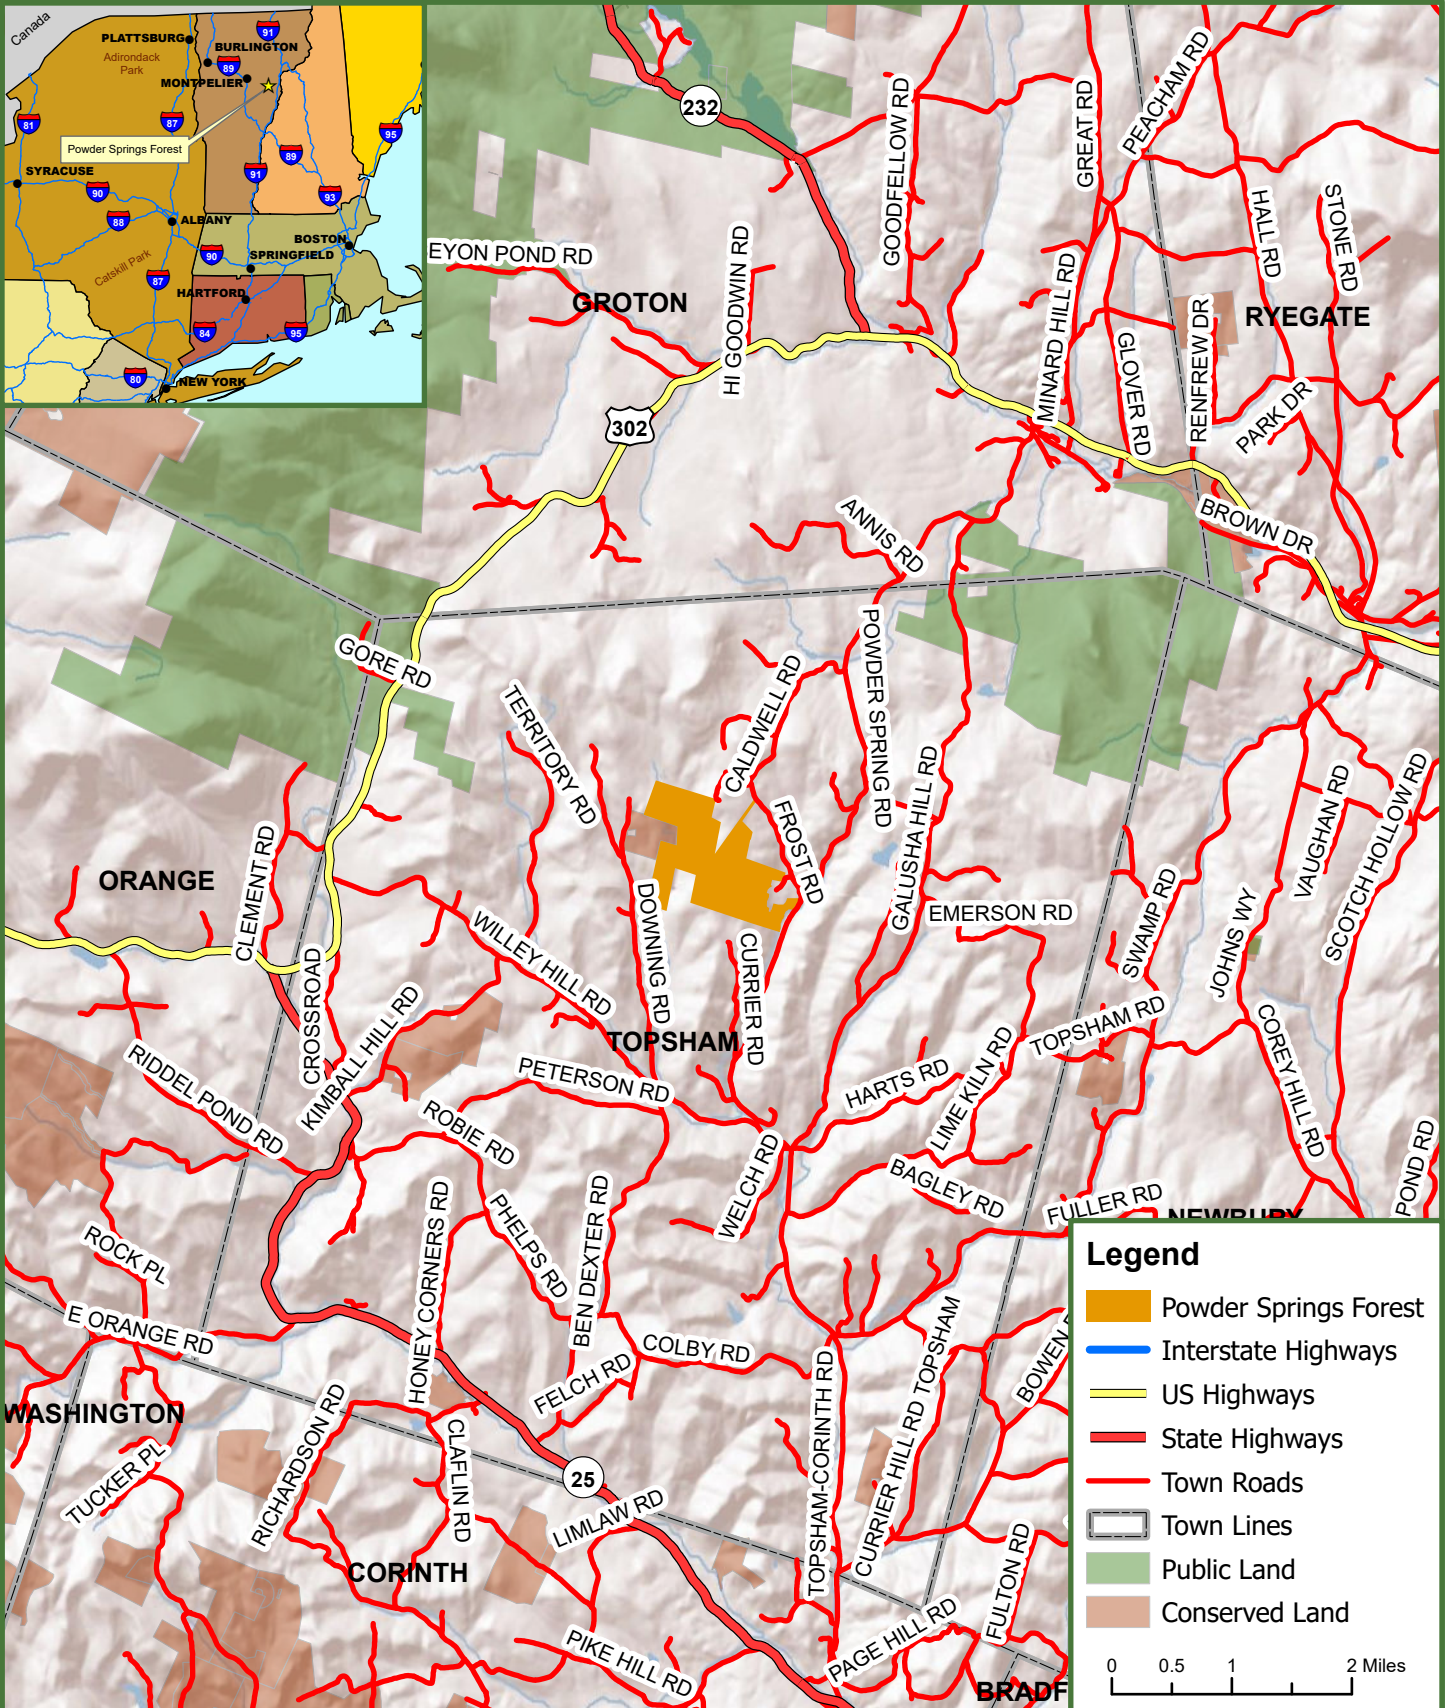 Canada
PLATTSBURG
Adirondack
Park
BURLINGTON
MONTPELIER
91
89
81
87
95
Powder Springs Forest
SYRACUSE
90
88
ALBANY
91
89
93
BOSTON
90
SPRINGFIELD
Catskill Park
87
HARTFORD
84
95
80
NEW YORK
232
GOODFELLOW RD
GREAT RD
PEACHAM RD
HALL RD
STONE RD
EYON POND RD
HI GOODWIN RD
GROTON
MINARD HILL RD
GLOVER RD
RENFREW DR
RYEGATE
PARK DR
302
BROWN DR
ANNIS RD
GORE RD
POWDER SPRING RD
CALDWELL RD
TERRITORY RD
GALUSHA HILL RD
FROST RD
VAUGHAN RD
SCOTCH HOLLOW RD
ORANGE
CLEMENT RD
WILLEY HILL RD
DOWNING RD
CURRIER RD
EMERSON RD
SWAMP RD
JOHNS WY
CROSSROAD
KIMBALL HILL RD
TOPSHAM
TOPSHAM RD
COREY HILL RD
RIDDEL POND RD
PETERSON RD
HARTS RD
LIME KILN RD
ROBIE RD
WELCH RD
BAGLEY RD
FULLER RD
POND RD
NEWBURY
HONEY CORNERS RD
PHELPS RD
BEN DEXTER RD
ROCK PL
E ORANGE RD
COLBY RD
FELCH RD
TOPSHAM-CORINTH RD
CURRIER HILL RD TOPSHAM
BOWEN
WASHINGTON
RICHARDSON RD
CLAFLIN RD
TUCKER PL
25
LIMLAW RD
CORINTH
FULTON RD
PIKE HILL RD
PAGE HILL RD
BRADF
Legend
Powder Springs Forest
Interstate Highways
US Highways
State Highways
Town Roads
Town Lines
Public Land
Conserved Land
0 0.5 1 2 Miles